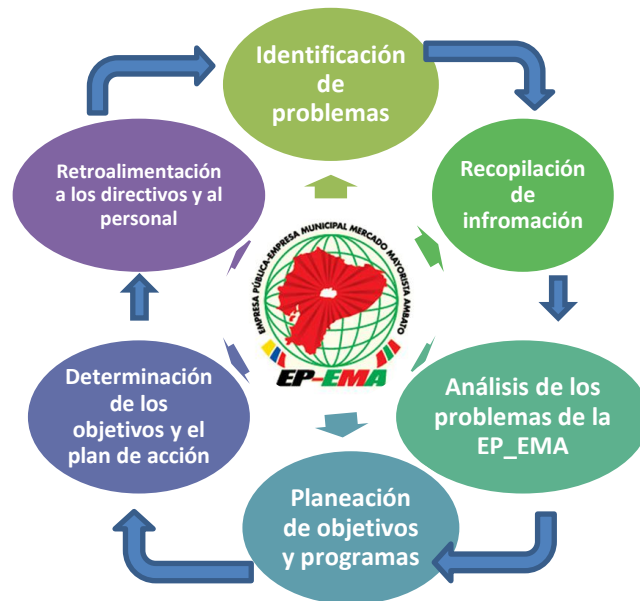 Identificación
de
problemas
Recopilación
de
infromación
Análisis de los
problemas de la
EP_EMA
Planeación
de objetivos
y programas
Determinación
de los
objetivos y el
plan de acción
Retroalimentación
a los directivos y al
personal
EMPRESA PÚBLICA-EMPRESA MUNICIPAL MERCADO MAYORISTA AMBATO
EP-EMA